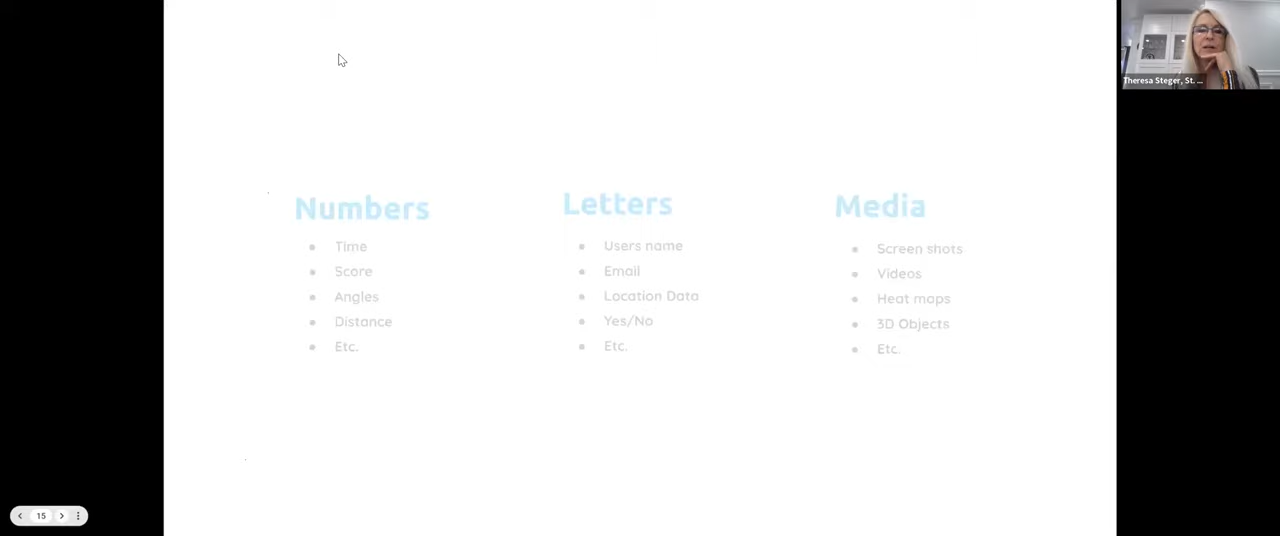 Theresa Steger, St. ...
Numbers
Time
Score
Angles
Distance
Etc.
Letters
Users name
Email
Location Data
Yes/No
Etc.
Media
Screen shots
Videos
Heat maps
3D Objects
Etc.
15